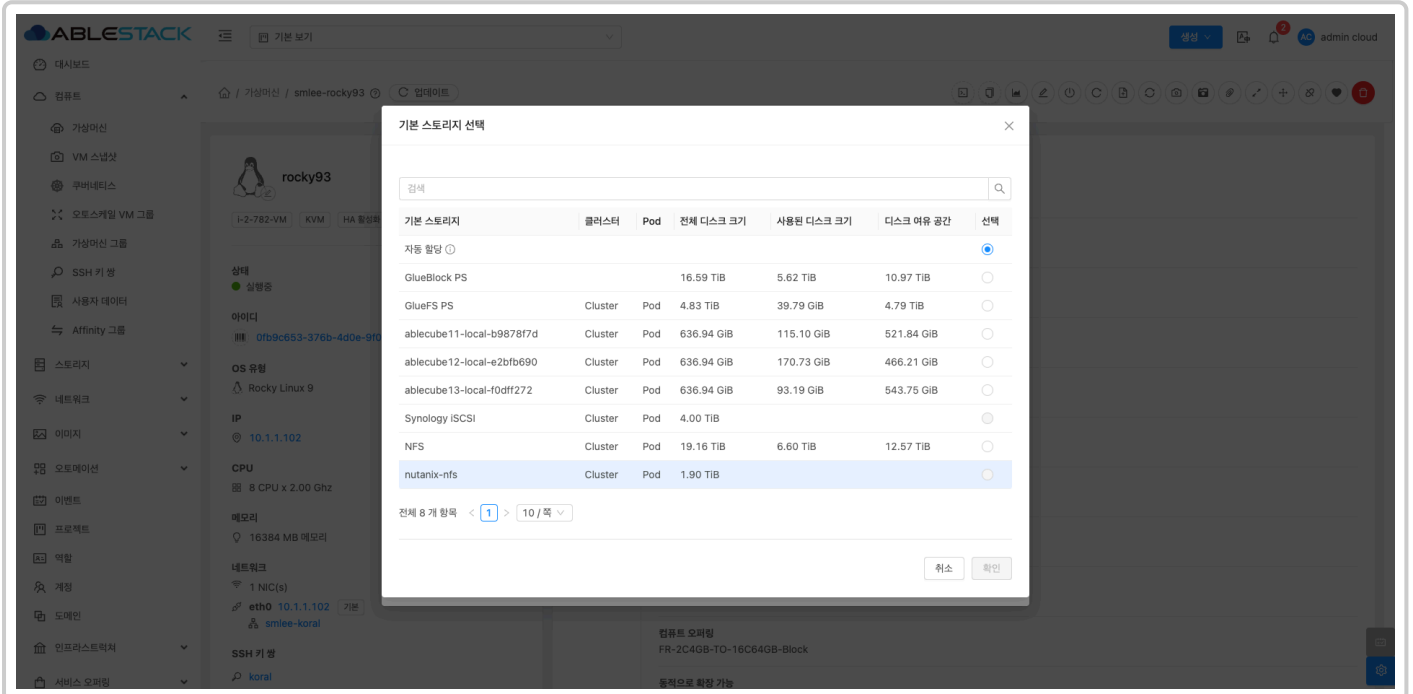 ABLESTACK
기본 보기
생성
2
AC admin cloud
대시보드
컴퓨트
가상머신
VM 스냅샷
쿠버네티스
오토스케일 VM 그룹
가상머신 그룹
SSH 키 쌍
사용자 데이터
Affinity 그룹
스토리지
네트워크
이미지
오토메이션
이벤트
프로젝트
역할
계정
도메인
인프라스트럭쳐
서비스 오퍼링
/ 가상머신 / smlee-rocky93 업데이트
rocky93
i-2-782-VM KVM HA 활성화
상태
실행중
아이디
0fb9c653-376b-4d0e-9f0
OS 유형
Rocky Linux 9
IP
10.1.1.102
CPU
8 CPU x 2.00 Ghz
메모리
16384 MB 메모리
네트워크
1 NIC(s)
eth0 10.1.1.102 기본
smlee-koral
SSH 키 쌍
koral
기본 스토리지 선택
검색
기본 스토리지 클러스터 Pod 전체 디스크 크기 사용된 디스크 크기 디스크 여유 공간 선택
자동 할당
GlueBlock PS 16.59 TiB 5.62 TiB 10.97 TiB
GlueFS PS Cluster Pod 4.83 TiB 39.79 GiB 4.79 TiB
ablecube11-local-b9878f7d Cluster Pod 636.94 GiB 115.10 GiB 521.84 GiB
ablecube12-local-e2bfb690 Cluster Pod 636.94 GiB 170.73 GiB 466.21 GiB
ablecube13-local-f0dff272 Cluster Pod 636.94 GiB 93.19 GiB 543.75 GiB
Synology iSCSI Cluster Pod 4.00 TiB
NFS Cluster Pod 19.16 TiB 6.60 TiB 12.57 TiB
nutanix-nfs Cluster Pod 1.90 TiB
전체 8 개 항목 < 1 > 10 / 쪽
취소 확인
컴퓨트 오퍼링
FR-2C4GB-TO-16C64GB-Block
동적으로 확장 가능